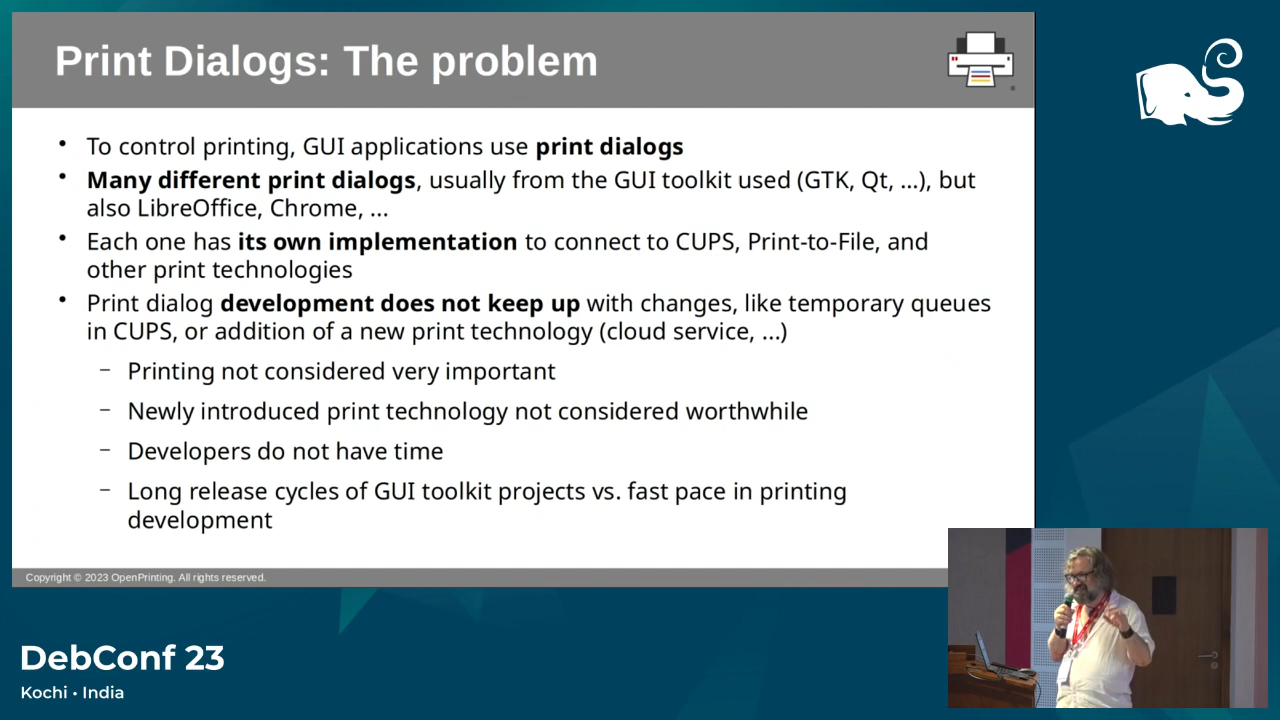 Print Dialogs: The problem
• To control printing, GUI applications use print dialogs
• Many different print dialogs, usually from the GUI toolkit used (GTK, Qt, ...), but
also LibreOffice, Chrome, ...
• Each one has its own implementation to connect to CUPS, Print-to-File, and
other print technologies
• Print dialog development does not keep up with changes, like temporary queues
in CUPS, or addition of a new print technology (cloud service, ...)
– Printing not considered very important
– Newly introduced print technology not considered worthwhile
– Developers do not have time
– Long release cycles of GUI toolkit projects vs. fast pace in printing
development
Copyright © 2023 OpenPrinting. All rights reserved.
DebConf 23
Kochi • India